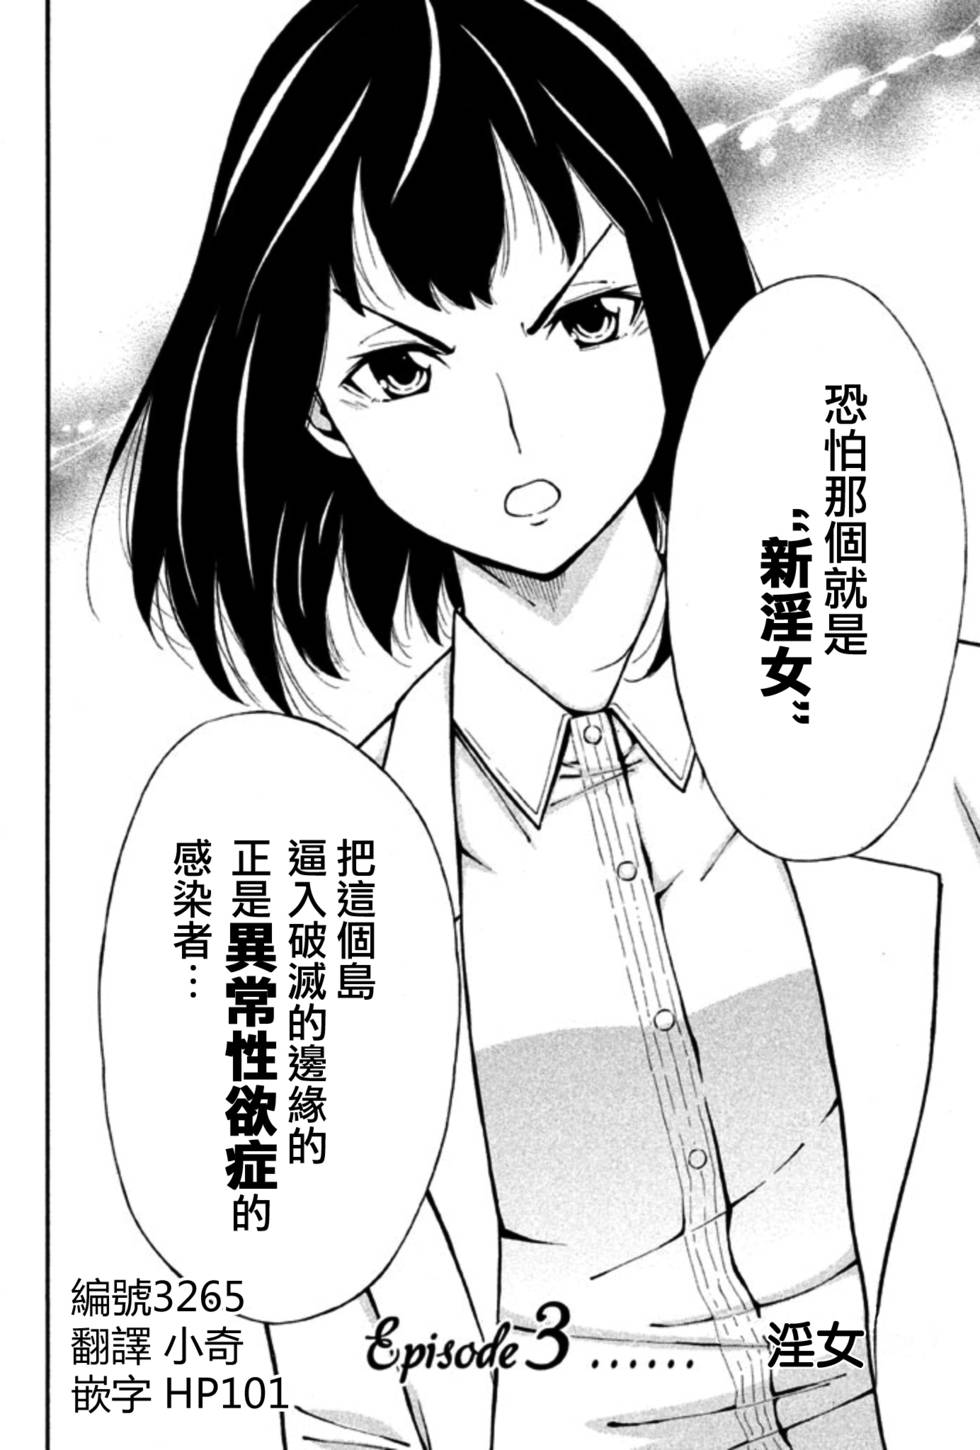 恐怕那個就是
“新淫女”
把這個島
逼入破滅的邊緣的
正是異常性欲症的
感染者…
編號3265
翻譯 小奇
嵌字 HP101
Episode 3 ...... 淫女